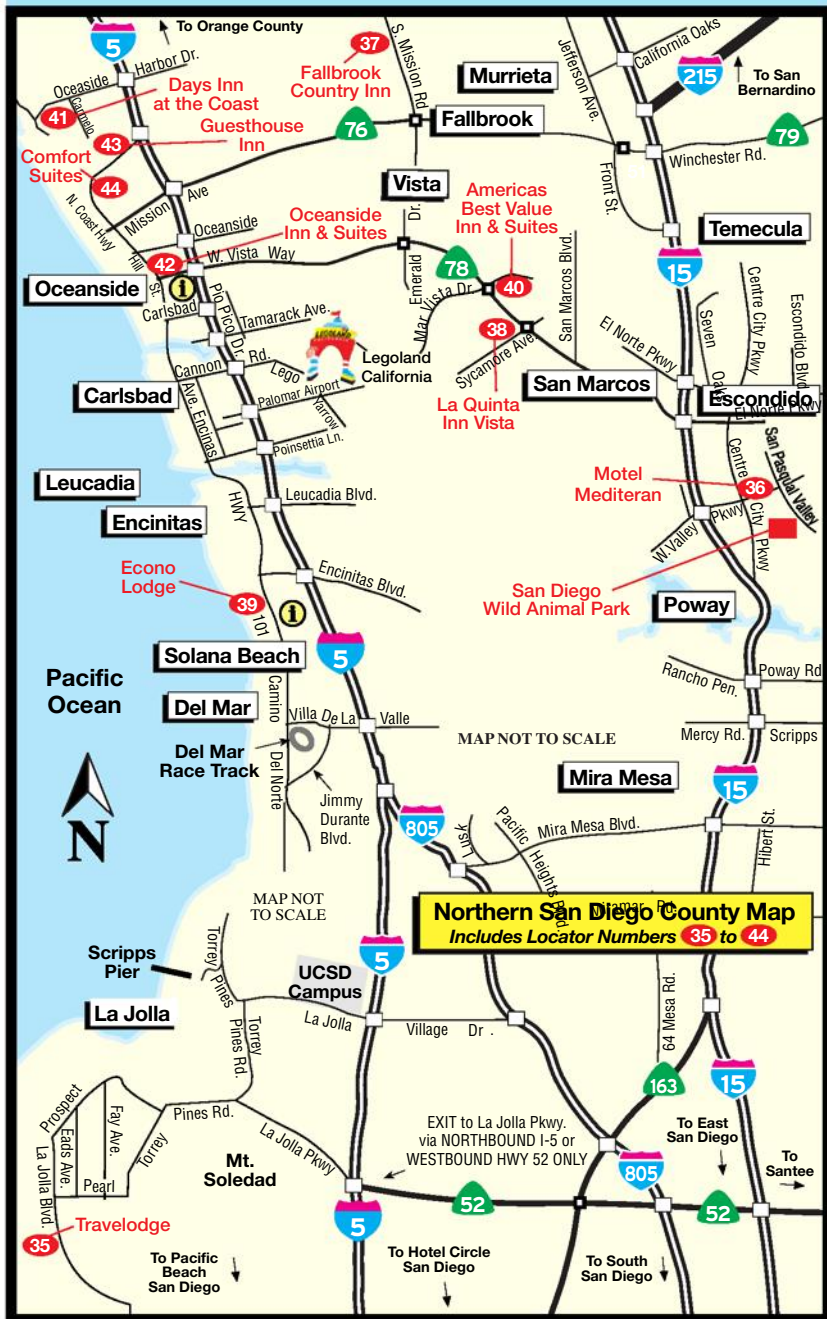 To Orange County
5
Harbor Dr.
Oceaside
Carmelo
Days Inn
at the Coast
41
Guesthouse
Inn
43
Comfort
Suites
44
37
S. Mission Rd
Fallbrook
Country Inn
Murrieta
Jefferson Ave.
California Oaks
215
To San
Bernardino
76
Fallbrook
79
Winchester Rd.
Front St.
Mission Ave
N. Coast Hwy
Vista
Americas
Best Value
Inn & Suites
Temecula
Oceanside
Oceanside
Inn & Suites
W. Vista Way
Hill St.
42
i
Oceanside
Emerald Dr.
78
40
Mar Vista Dr.
San Marcos Blvd.
15
Carlsbad
Pio Pico Dr.
Tamarack Ave.
LEGOLAND
Legoland
California
38
Sycamore Ave.
La Quinta
Inn Vista
San Marcos
El Norte Pkwy
Seven Oaks
Centre City Pkwy
Escondido Blvd
Escondido
El Norte Pkwy
Cannon Rd.
Lego
Carlsbad
Ave. Encinas
Palomar Airport
Yarrow
Poinsettia Ln.
Leucadia
HWY
Leucadia Blvd.
Encinitas
Motel
Mediteran
36
San Pasqual Valley
Centre City Pkwy
W.Valley Pkwy
San Diego
Wild Animal Park
Econo
Lodge
39
101
i
Encinitas Blvd.
Poway
Solana Beach
5
Pacific
Ocean
Del Mar
Camino Del Norte
Villa De La Valle
Rancho Pen.
Poway Rd
Mercy Rd.
Scripps
MAP NOT TO SCALE
Del Mar
Race Track
Jimmy
Durante
Blvd.
N
Mira Mesa
15
805
Lusk
Pacific Heights Blvd.
Mira Mesa Blvd.
Hibert St.
MAP NOT
TO SCALE
Miramar Rd.
Northern San Diego County Map
Includes Locator Numbers 35 to 44
Scripps
Pier
Torrey Pines
UCSD
Campus
5
La Jolla
La Jolla Village Dr.
Torrey Pines Rd.
64 Mesa Rd.
163
15
Prospect
Eads Ave.
Fay Ave.
Pearl
Torrey Pines Rd.
La Jolla Blvd.
La Jolla Pkwy
Mt.
Soledad
EXIT to La Jolla Pkwy.
via NORTHBOUND I-5 or
WESTBOUND HWY 52 ONLY
To East
San Diego
To
Santee
805
52
52
35
Travelodge
5
To Pacific
Beach
San Diego
To Hotel Circle
San Diego
To South
San Diego